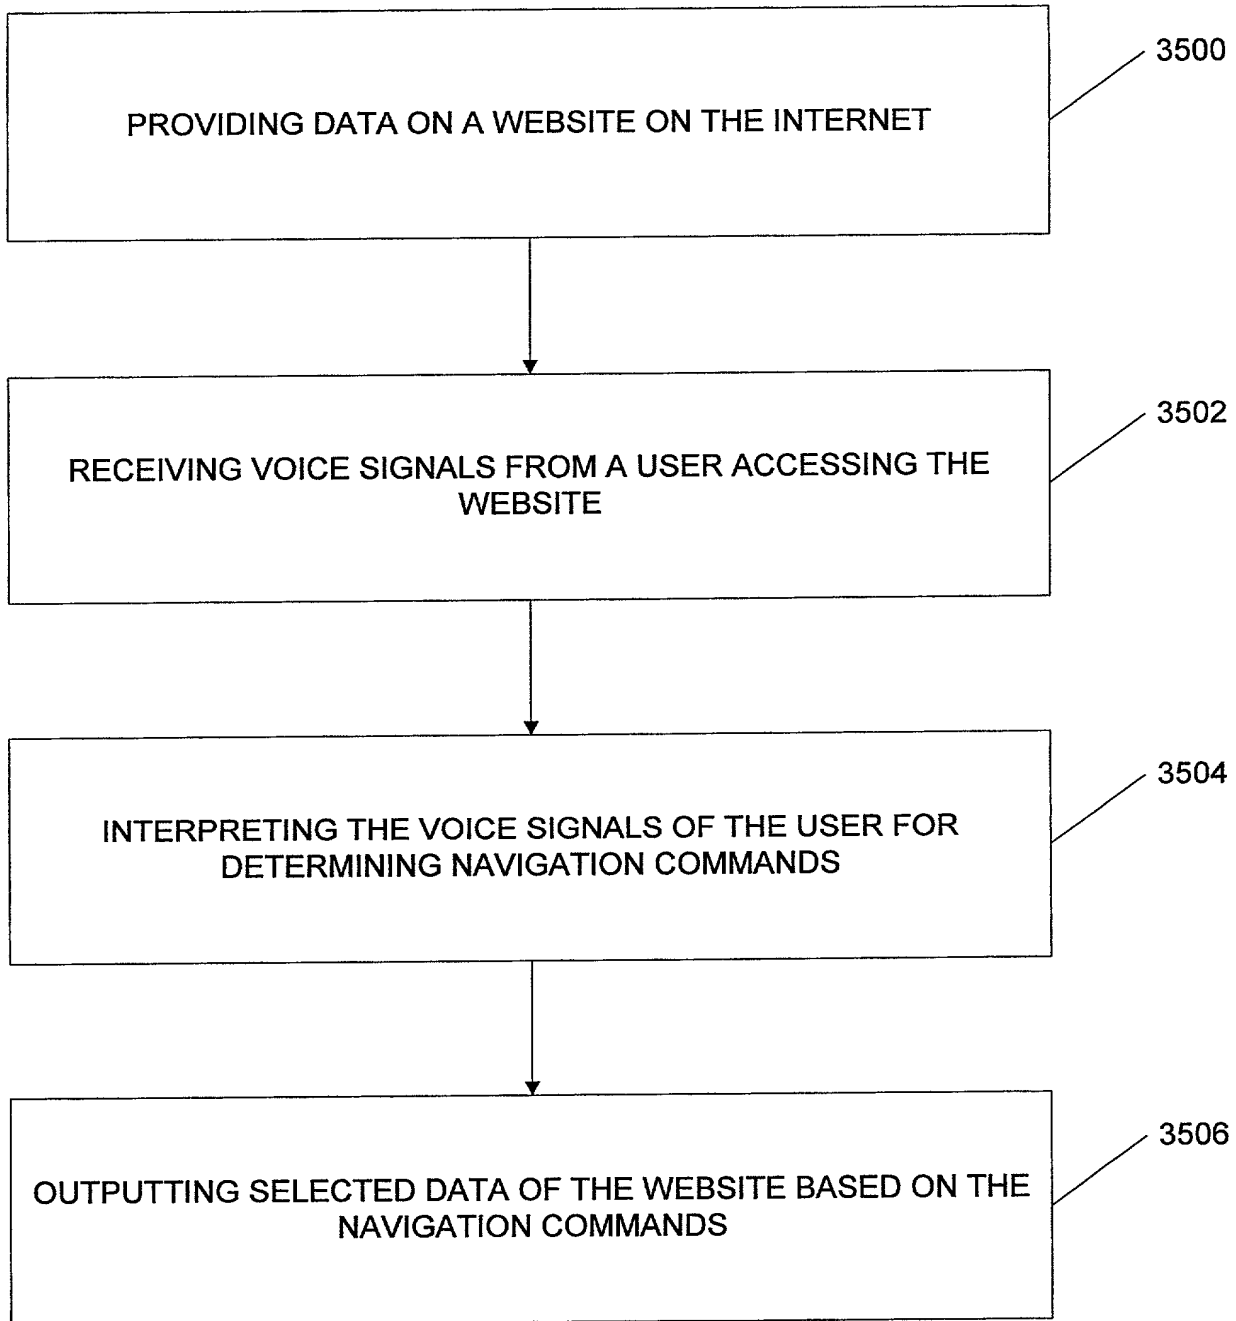 PROVIDING DATA ON A WEBSITE ON THE INTERNET
3500
RECEIVING VOICE SIGNALS FROM A USER ACCESSING THE
WEBSITE
3502
INTERPRETING THE VOICE SIGNALS OF THE USER FOR
DETERMINING NAVIGATION COMMANDS
3504
OUTPUTTING SELECTED DATA OF THE WEBSITE BASED ON THE
NAVIGATION COMMANDS
3506